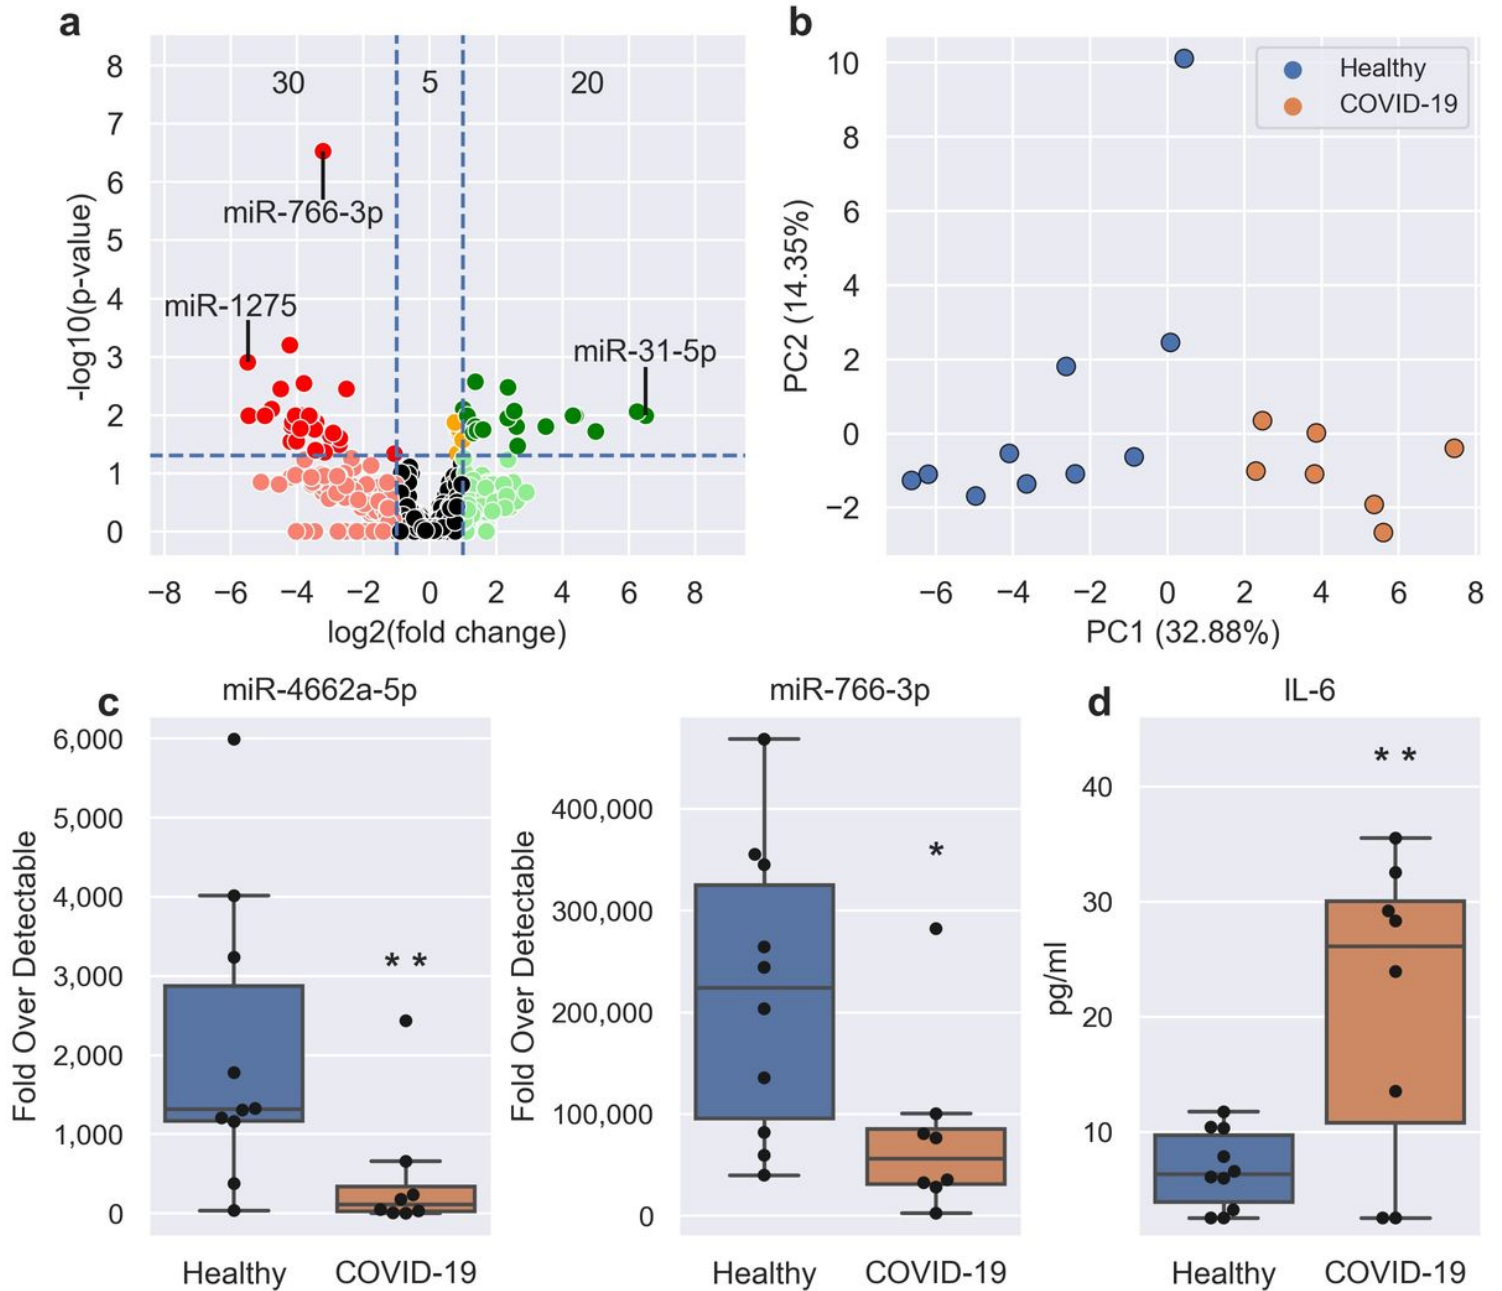 a
30 5 20
miR-766-3p
miR-1275
miR-31-5p
8
7
6
5
4
3
2
1
0
-log10(p-value)
−8 −6 −4 −2 0 2 4 6 8
log2(fold change)
b
Healthy
COVID-19
10
8
6
4
2
0
−2
PC2 (14.35%)
−6 −4 −2 0 2 4 6 8
PC1 (32.88%)
c
miR-4662a-5p
6,000
5,000
4,000
3,000
2,000
1,000
0
Fold Over Detectable
* *
Healthy COVID-19
miR-766-3p
400,000
300,000
200,000
100,000
0
Fold Over Detectable
*
Healthy COVID-19
d
IL-6
* *
40
30
20
10
pg/ml
Healthy COVID-19